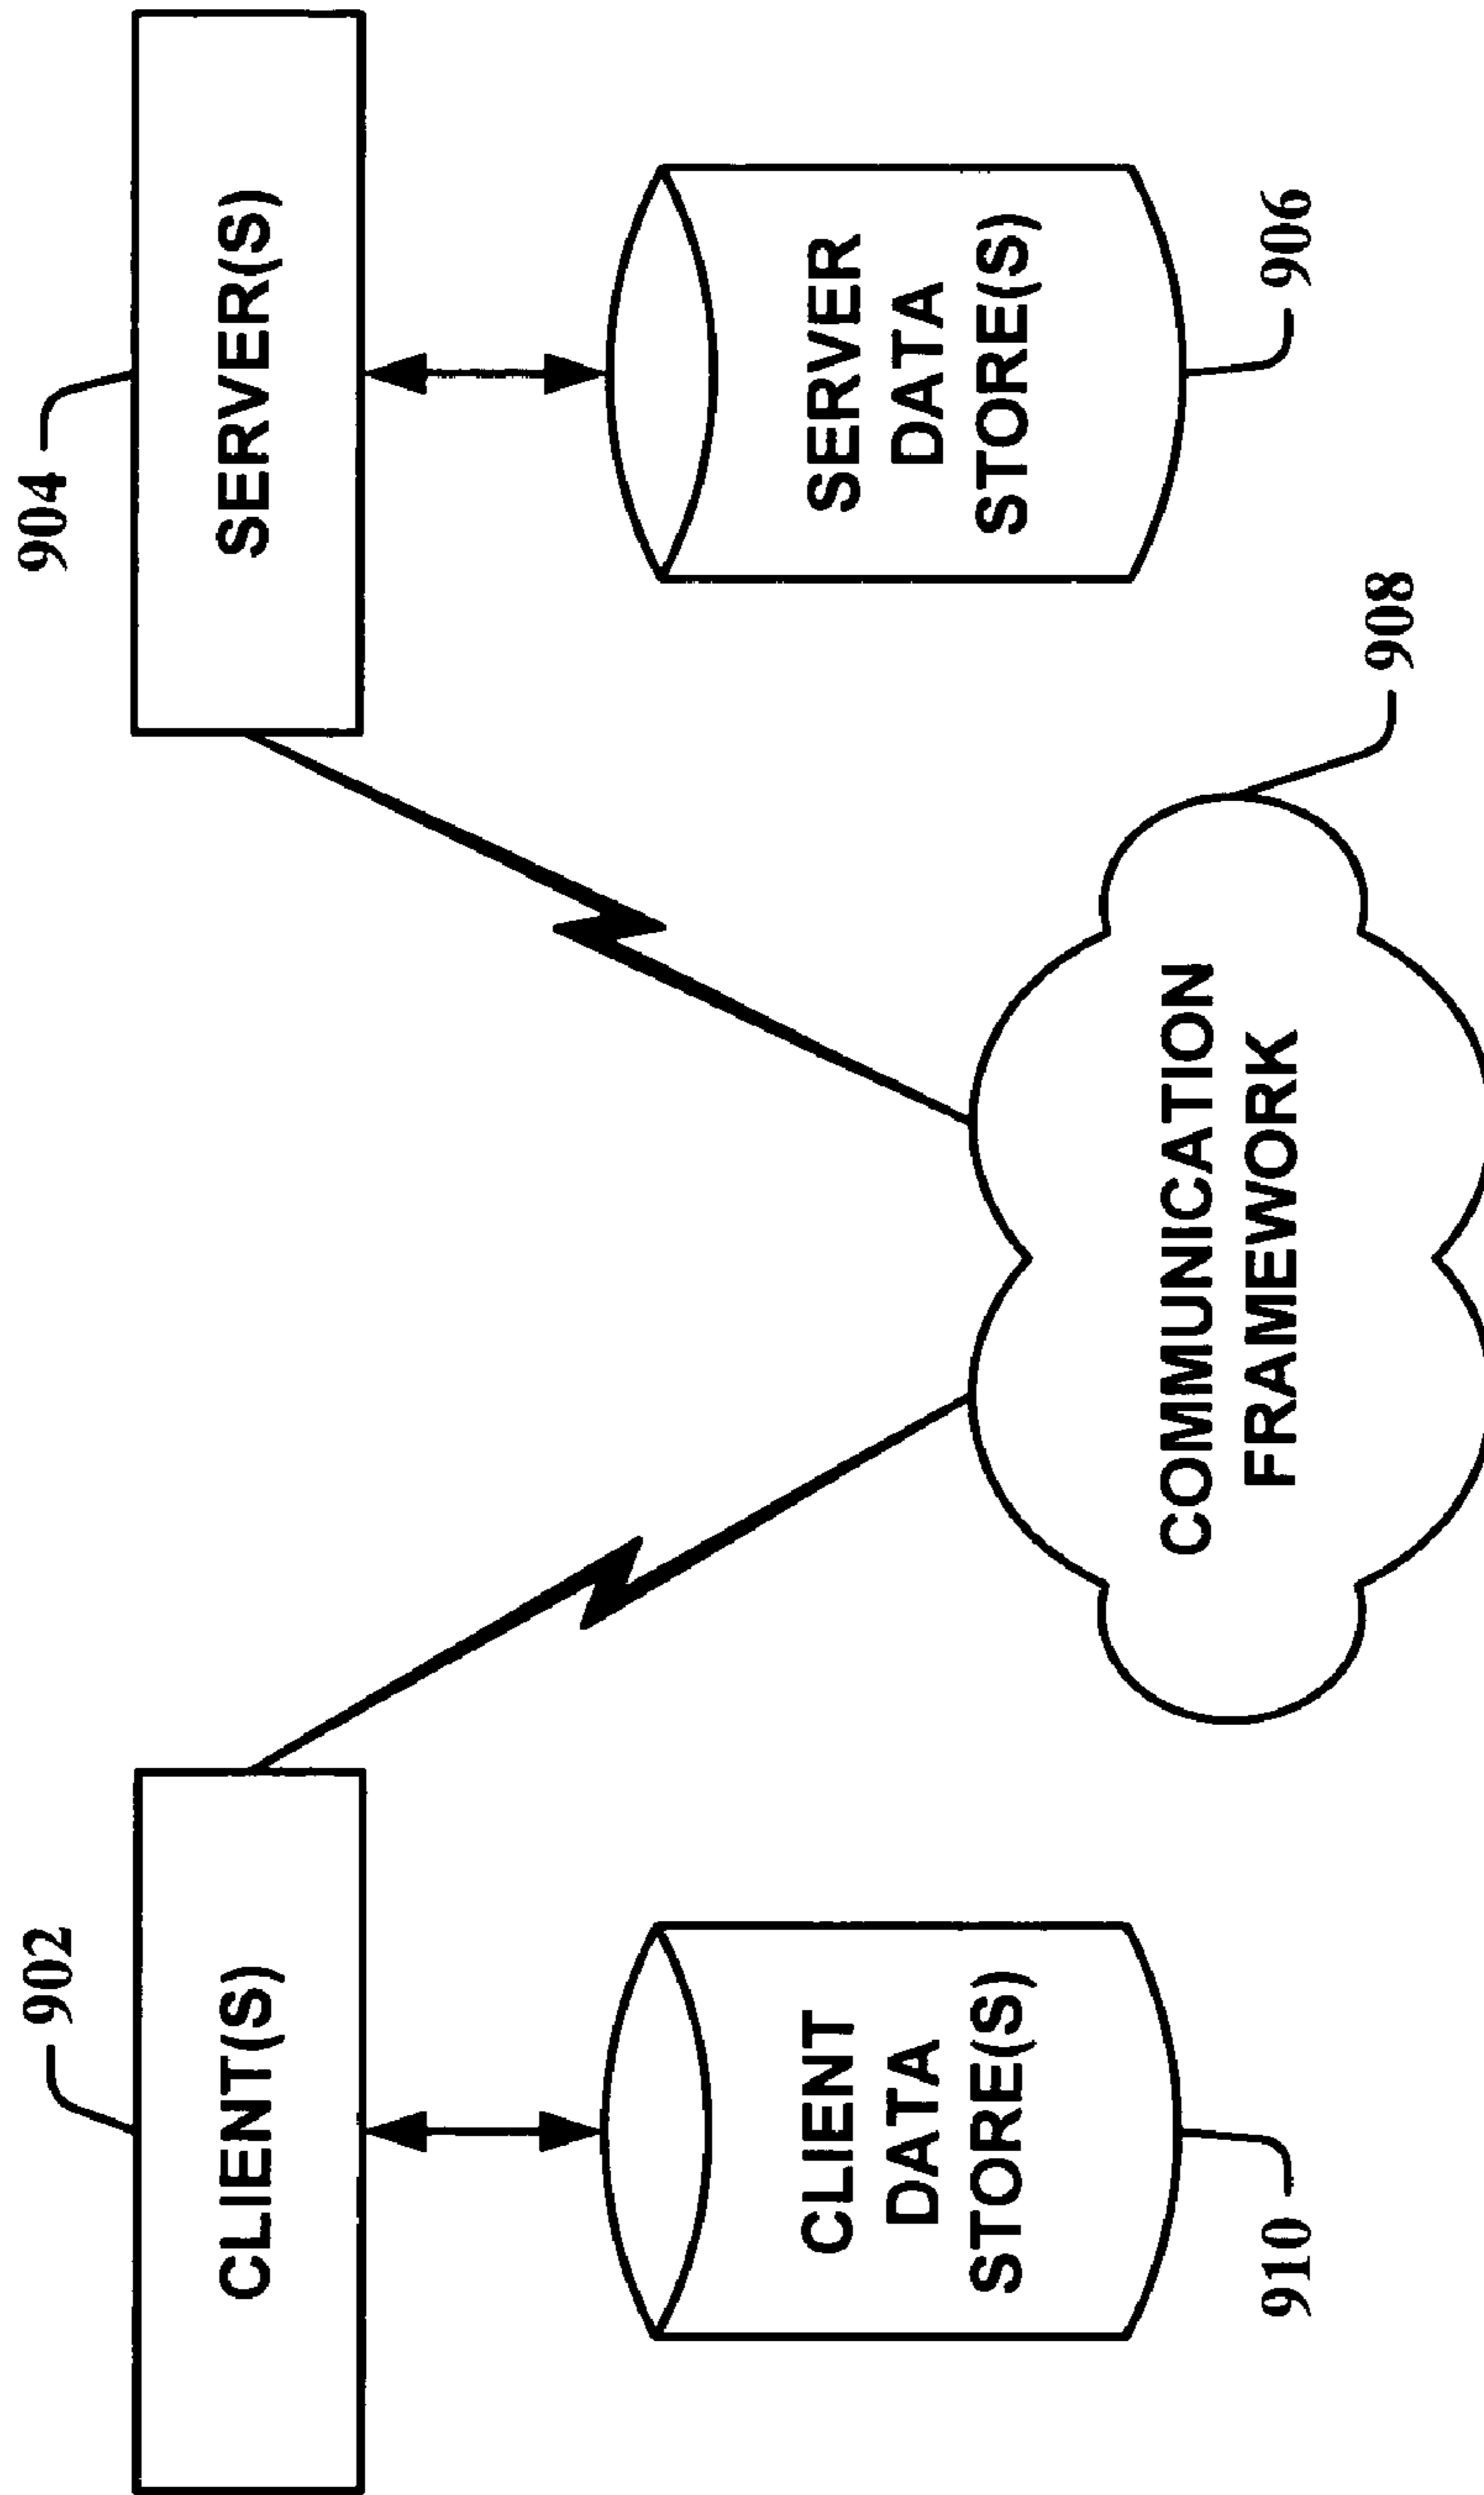 902
CLIENT(S)
904
SERVER(S)
CLIENT
DATA
STORE(S)
910
SERVER
DATA
STORE(S)
906
COMMUNICATION
FRAMEWORK
908